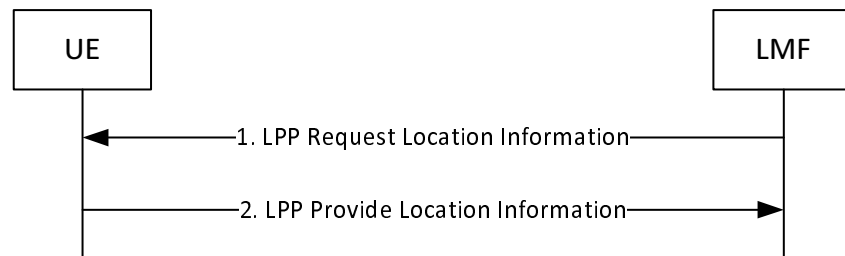 UE
LMF
1. LPP Request Location Information
2. LPP Provide Location Information